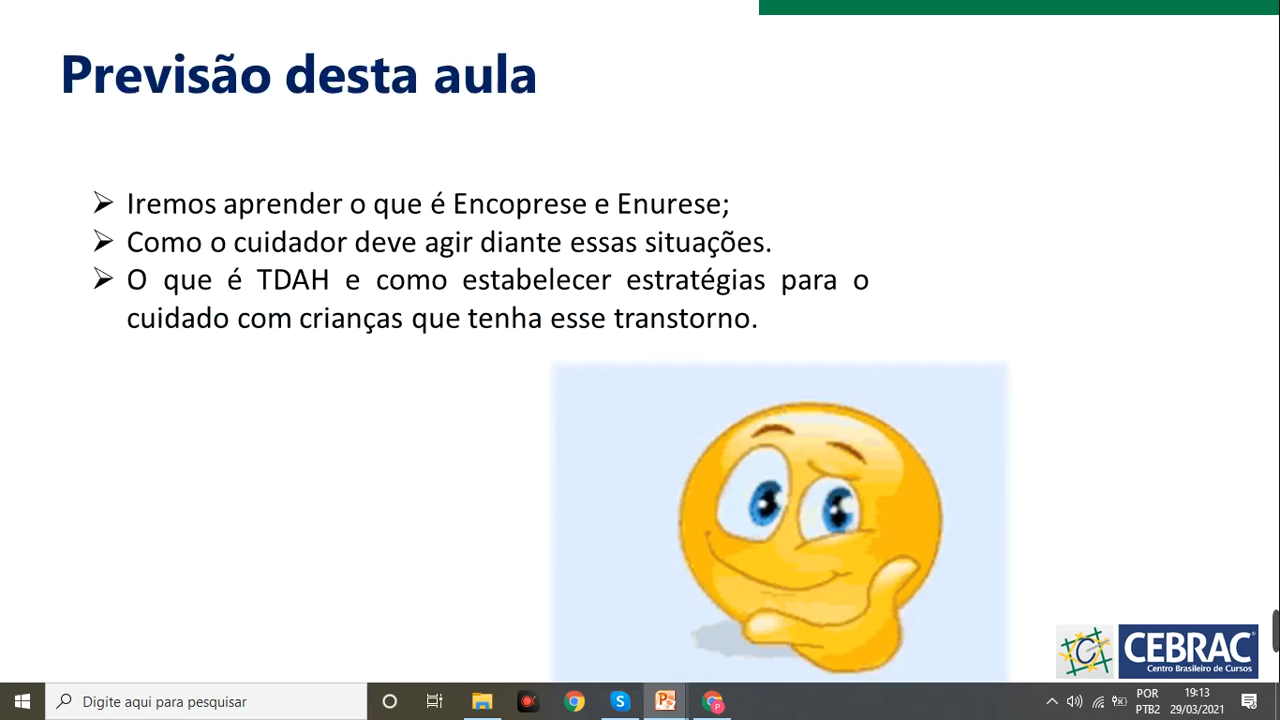 Previsão desta aula
Iremos aprender o que é Encoprese e Enurese;
Como o cuidador deve agir diante essas situações.
O que é TDAH e como estabelecer estratégias para o
cuidado com crianças que tenha esse transtorno.
CEBRAC
Centro Brasileiro de Cursos
Digite aqui para pesquisar
POR
PTB2
19:13
29/03/2021